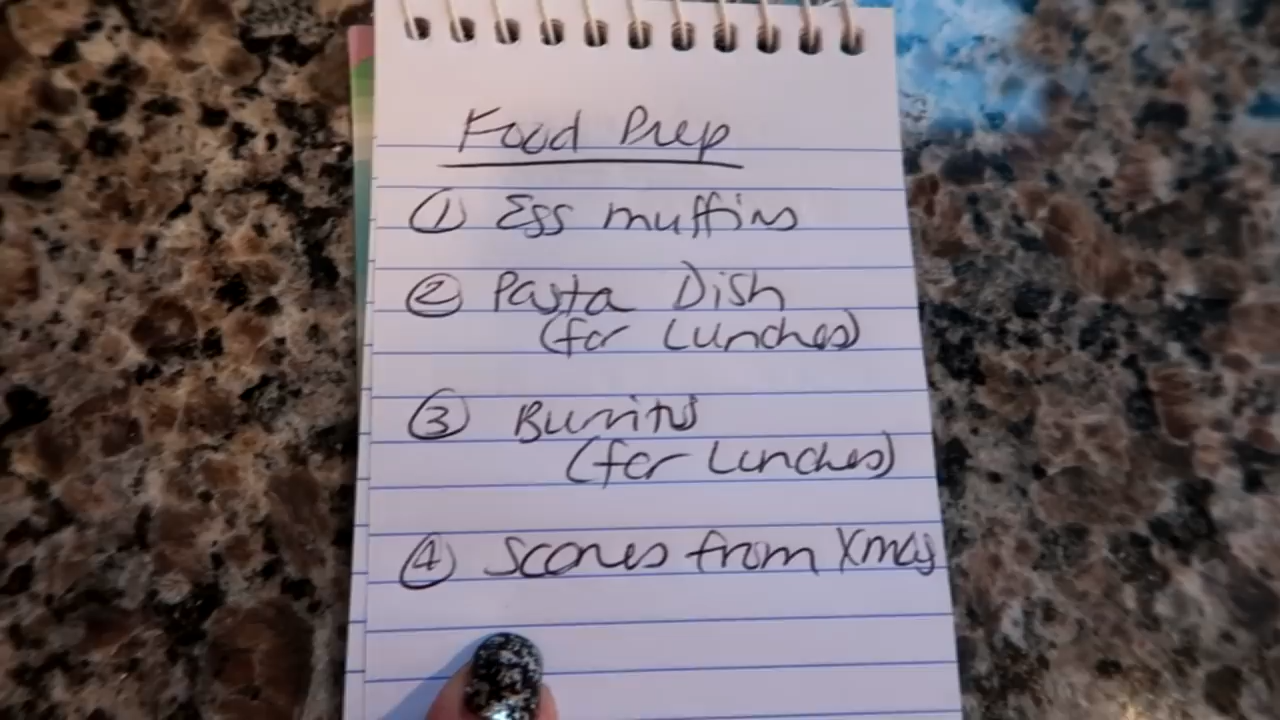 Food Prep
① Egg muffins
② Pasta Dish
(for Lunches)
③ Burritos
(for Lunches)
④ Scones from Xmas